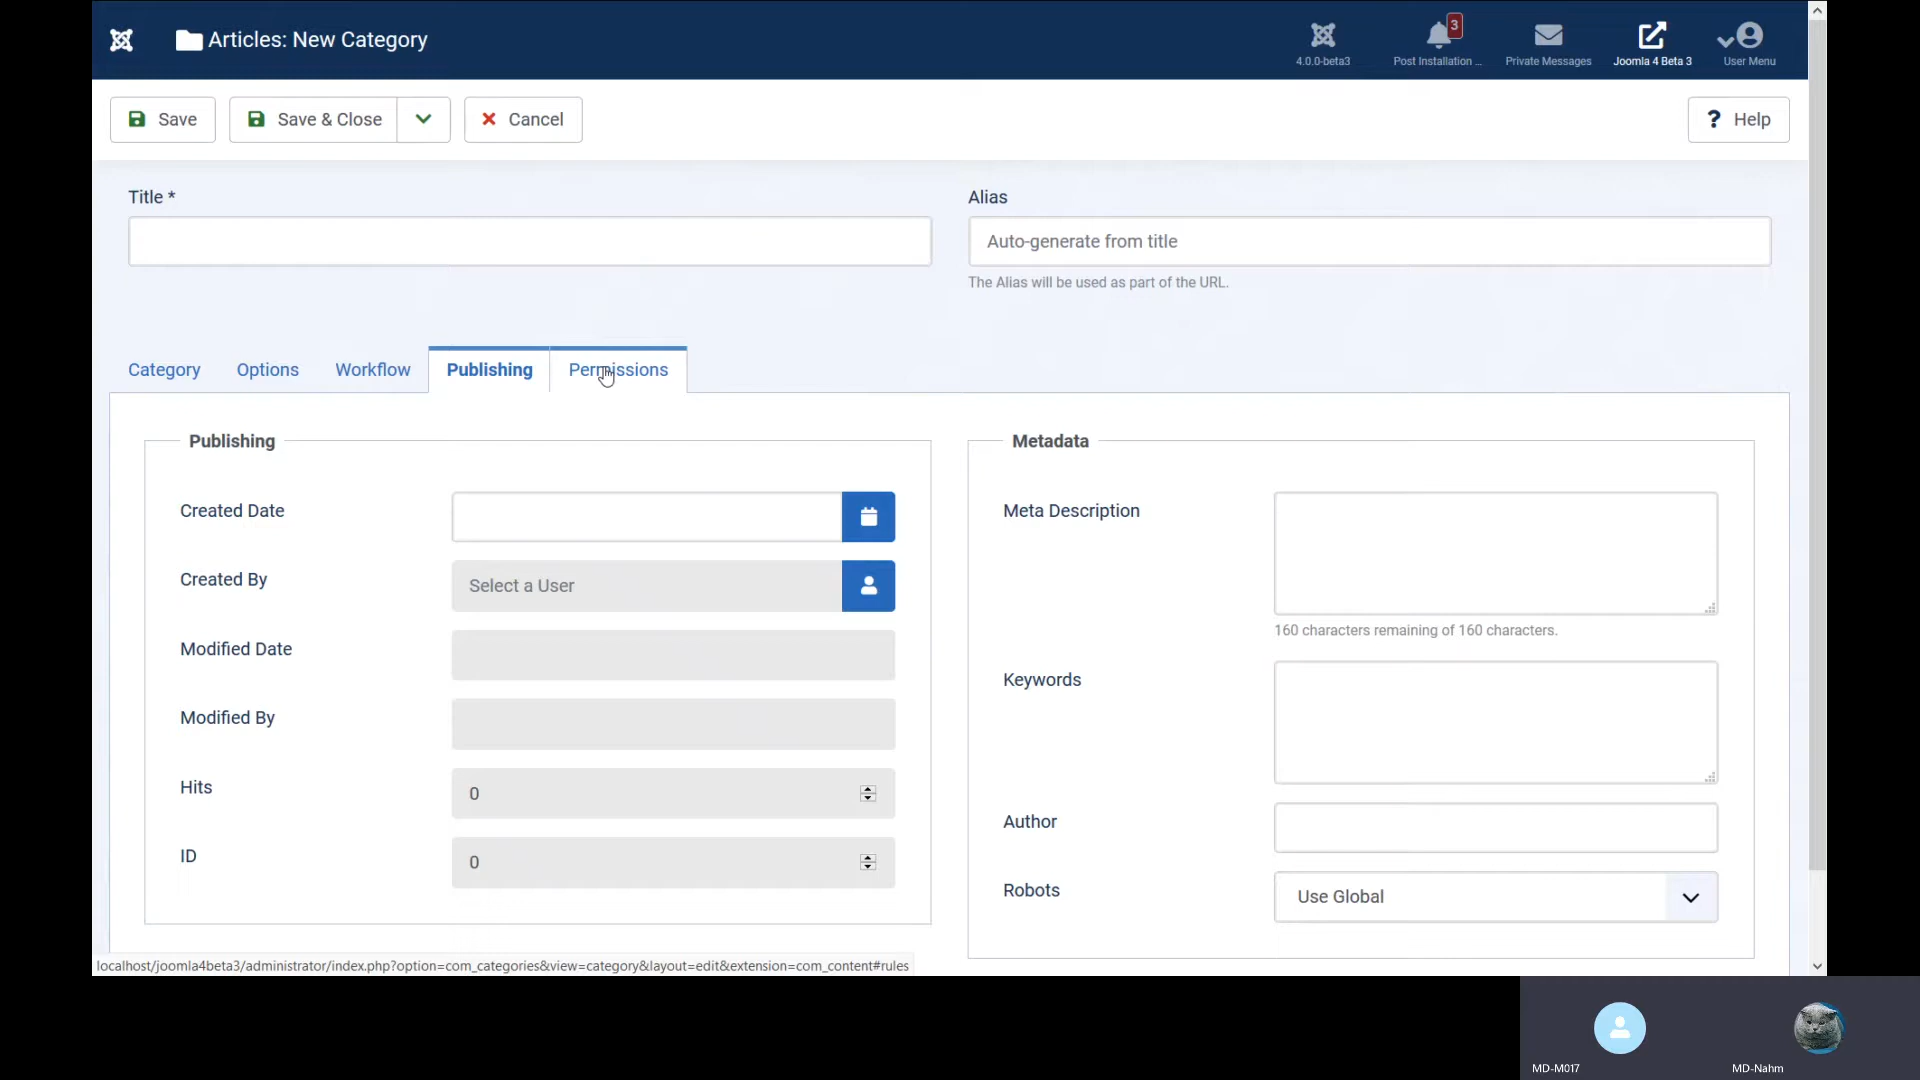 Articles: New Category
4.0.0-beta3
3
Post Installation ...
Private Messages
Joomla 4 Beta 3
User Menu
Save
Save & Close
Cancel
? Help
Title *
Alias
Auto-generate from title
The Alias will be used as part of the URL.
Category
Options
Workflow
Publishing
Permissions
Publishing
Created Date
Created By
Select a User
Modified Date
Modified By
Hits
0
ID
0
Metadata
Meta Description
160 characters remaining of 160 characters.
Keywords
Author
Robots
Use Global
localhost/joomla4beta3/administrator/index.php?option=com_categories&view=category&layout=edit&extension=com_content#rules
MD-M017
MD-Nahm